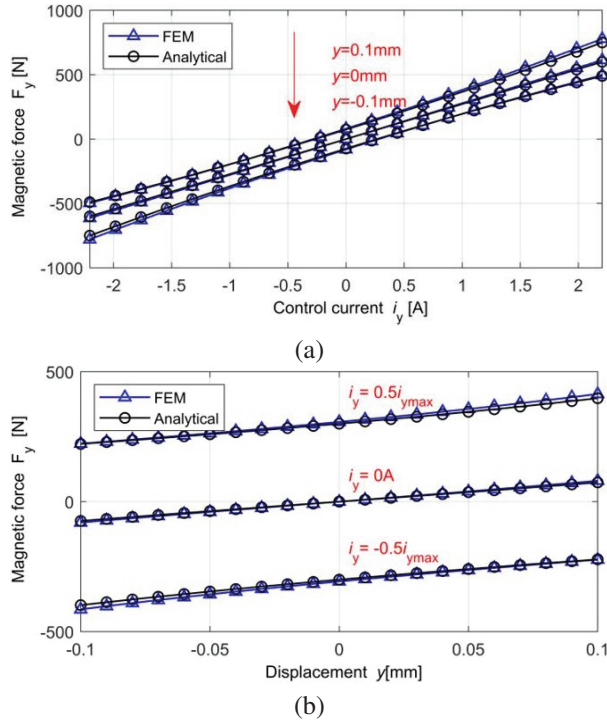 1000
500
0
-500
-1000
Magnetic force F_y [N]
FEM
Analytical
y=0.1mm
y=0mm
y=-0.1mm
-2 -1.5 -1 -0.5 0 0.5 1 1.5 2
Control current i_y [A]
(a)
500
0
-500
Magnetic force F_y [N]
FEM
Analytical
i_y = 0.5i_ymax
i_y = 0A
i_y = -0.5i_ymax
-0.1 -0.05 0 0.05 0.1
Displacement y[mm]
(b)